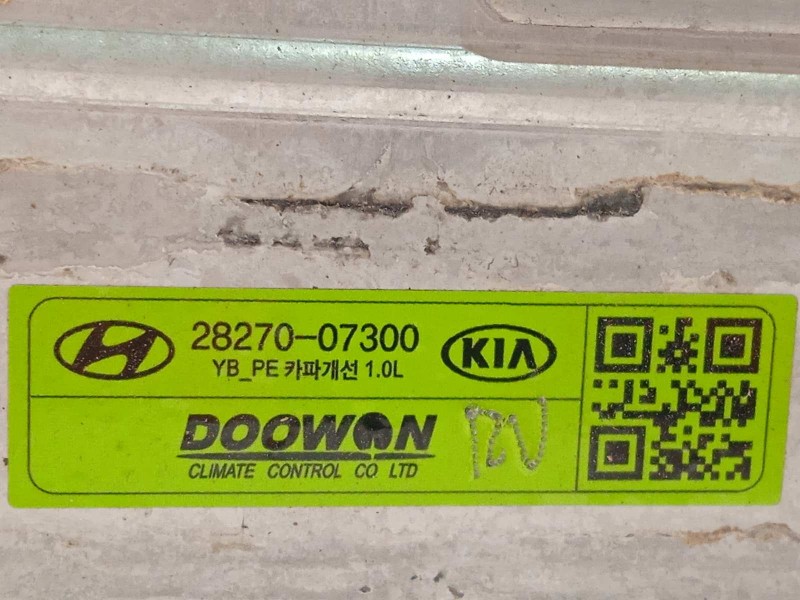 28270-07300
KIA
YB_PE 카파개선 1.0L
DOOWON
CLIMATE CONTROL CO LTD